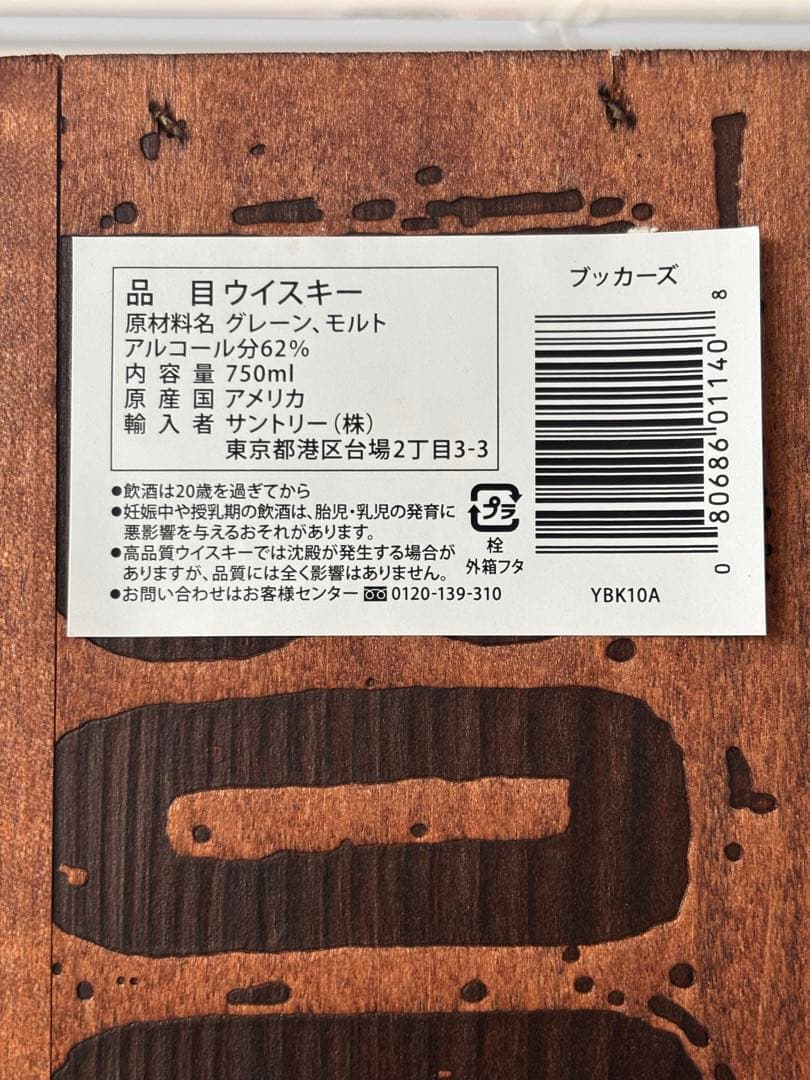 品 目 ウイスキー
原材料名 グレーン、モルト
アルコール分62%
内容量 750ml
原産国 アメリカ
輸入者 サントリー(株)
東京都港区台場2丁目3-3
●飲酒は20歳を過ぎてから
●妊娠中や授乳期の飲酒は、胎児・乳児の発育に
悪影響を与えるおそれがあります。
●高品質ウイスキーでは沈殿が発生する場合が
ありますが、品質には全く影響はありません。
●お問い合わせはお客様センター 0120-139-310
プラ
栓
外箱フタ
ブッカーズ
0 80686 01140 8
YBK10A